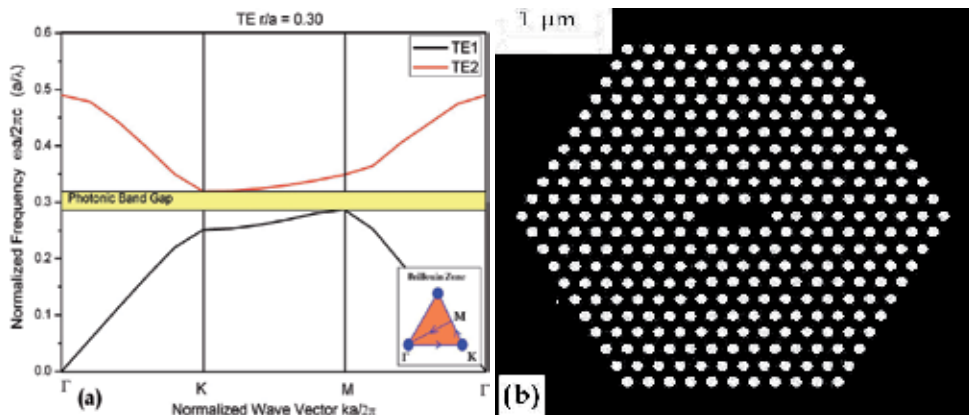 TE r/a = 0.30
TE1
TE2
Normalized Frequency ωa/2πc (a/λ)
0.6
0.5
0.4
0.3
0.2
0.1
0.0
Photonic Band Gap
Brillouin Zone
M
Γ
K
Γ
K
M
Γ
(a)
Normalized Wave Vector ka/2π
1 μm
(b)